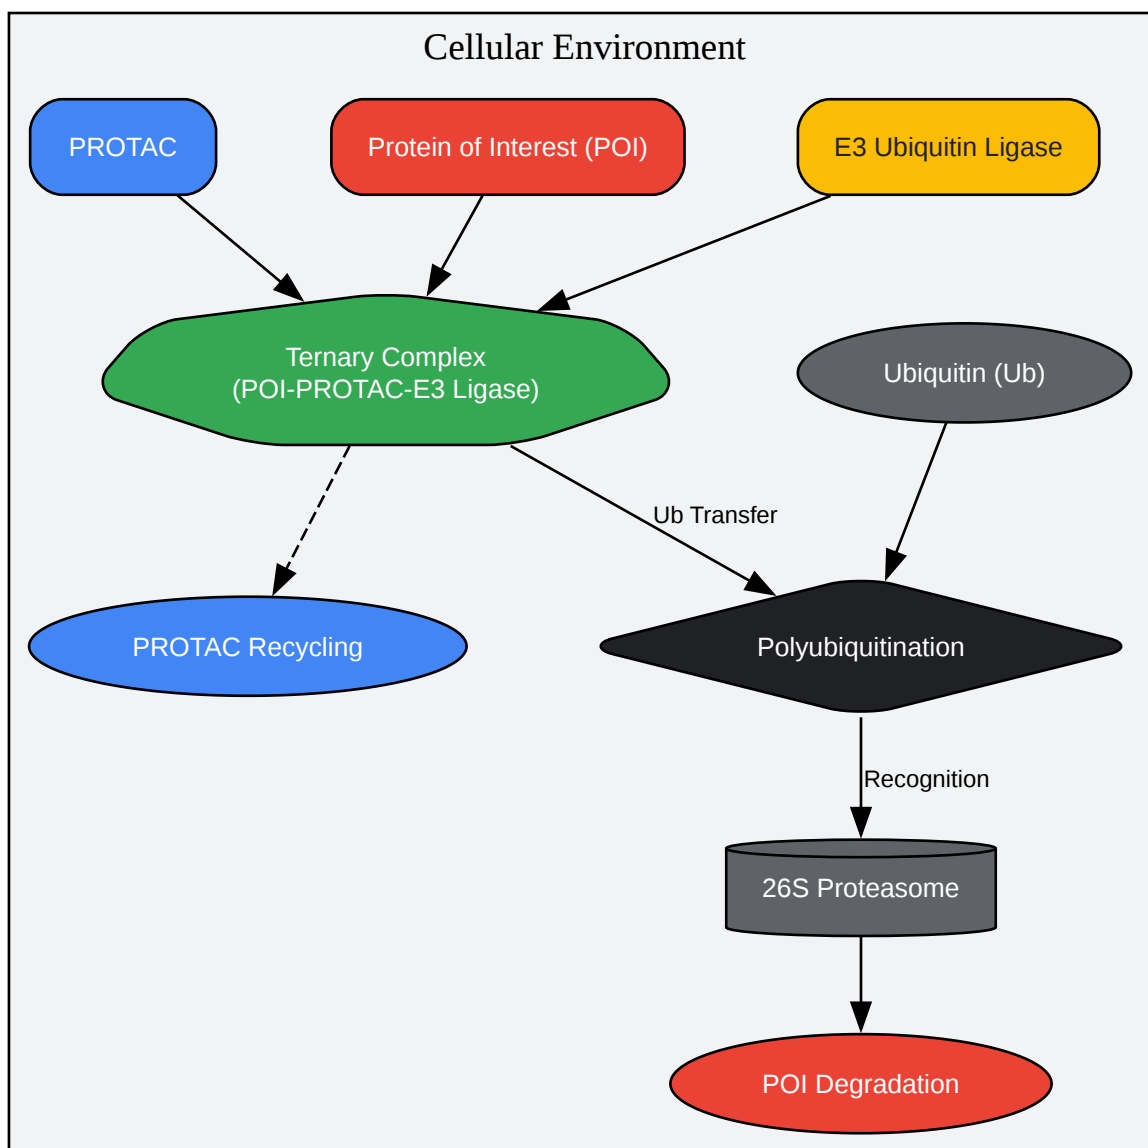 Cellular Environment
PROTAC
Protein of Interest (POI)
E3 Ubiquitin Ligase
Ternary Complex
(POI-PROTAC-E3 Ligase)
Ubiquitin (Ub)
Ub Transfer
PROTAC Recycling
Polyubiquitination
Recognition
26S Proteasome
POI Degradation